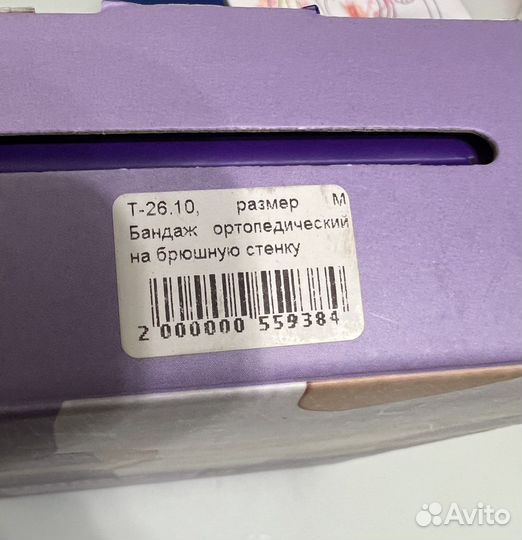 Т-26.10, размер М
Бандаж ортопедический
на брюшную стенку
2 000000 559384
Avito